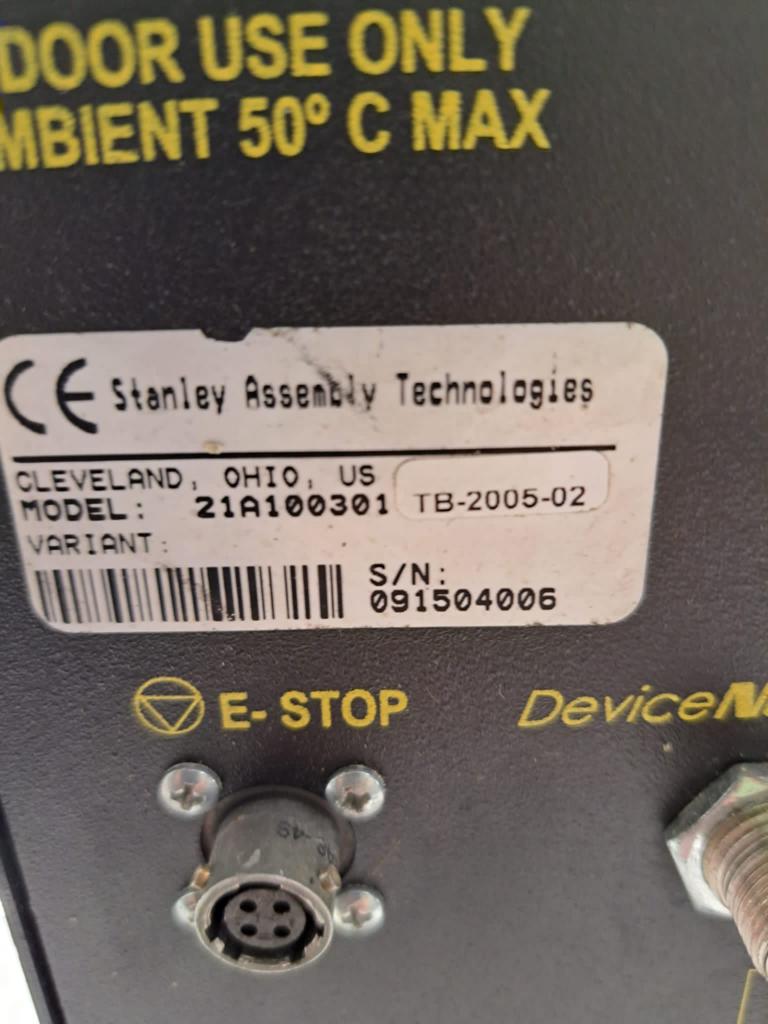 DOOR USE ONLY
MBIENT 50° C MAX
CE Stanley Assembly Technologies
CLEVELAND, OHIO, US
MODEL: 21A100301 TB-2005-02
VARIANT:
S/N:
091504006
E- STOP
DeviceN